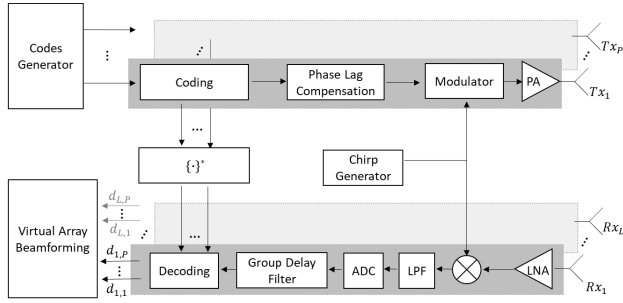 Codes
Generator
Coding
Phase Lag
Compensation
Modulator
PA
Tx_P
Tx_1
{·}*
Chirp
Generator
Virtual Array
Beamforming
d_{L,P}
d_{L,1}
d_{1,P}
d_{1,1}
Decoding
Group Delay
Filter
ADC
LPF
LNA
Rx_L
Rx_1